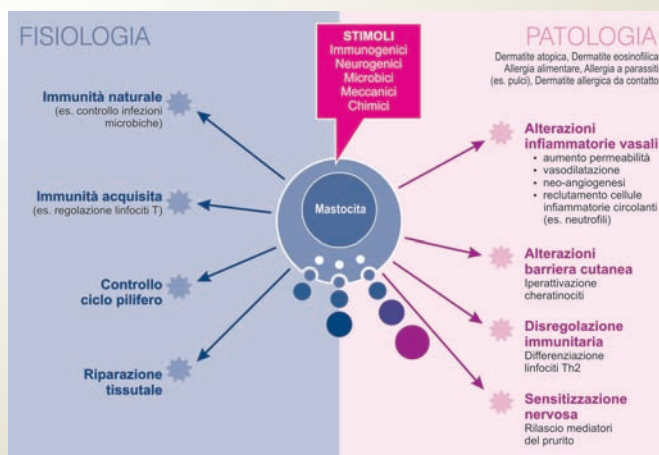 FISIOLOGIA
Immunità naturale
(es. controllo infezioni
microbiche)
Immunità acquisita
(es. regolazione linfociti T)
Controllo
ciclo pilifero
Riparazione
tissutale
STIMOLI
Immunogenici
Neurogenici
Microbici
Meccanici
Chimici
Mastocita
PATOLOGIA
Dermatite atopica, Dermatite eosinofilica
Allergia alimentare, Allergia a parassiti
(es. pulci), Dermatite allergica da contatto
Alterazioni
infiammatorie vasali
• aumento permeabilità
• vasodilatazione
• neo-angiogenesi
• reclutamento cellule
infiammatorie circolanti
(es. neutrofili)
Alterazioni
barriera cutanea
Iperattivazione
cheratinociti
Disregolazione
immunitaria
Differenziazione
linfociti Th2
Sensitizzazione
nervosa
Rilascio mediatori
del prurito